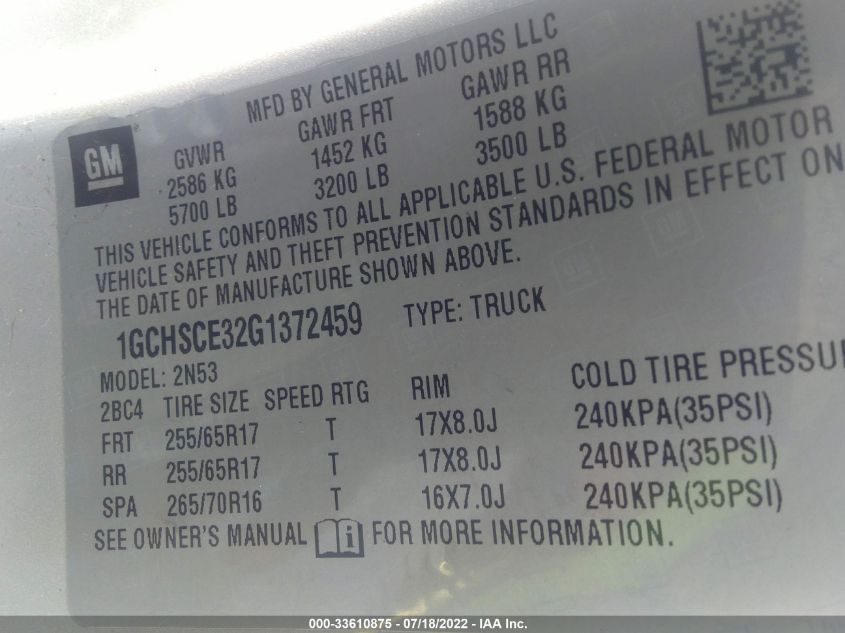 MFD BY GENERAL MOTORS LLC
GM
GVWR GAWR FRT GAWR RR
2586 KG 1452 KG 1588 KG
5700 LB 3200 LB 3500 LB
THIS VEHICLE CONFORMS TO ALL APPLICABLE U.S. FEDERAL MOTOR
VEHICLE SAFETY AND THEFT PREVENTION STANDARDS IN EFFECT ON
THE DATE OF MANUFACTURE SHOWN ABOVE.
1GCHSCE32G1372459 TYPE: TRUCK
MODEL: 2N53
2BC4 TIRE SIZE SPEED RTG RIM COLD TIRE PRESSU
FRT 255/65R17 T 17X8.0J 240KPA(35PSI)
RR 255/65R17 T 17X8.0J 240KPA(35PSI)
SPA 265/70R16 T 16X7.0J 240KPA(35PSI)
SEE OWNER'S MANUAL i FOR MORE INFORMATION.
000-33610875 - 07/18/2022 - IAA Inc.